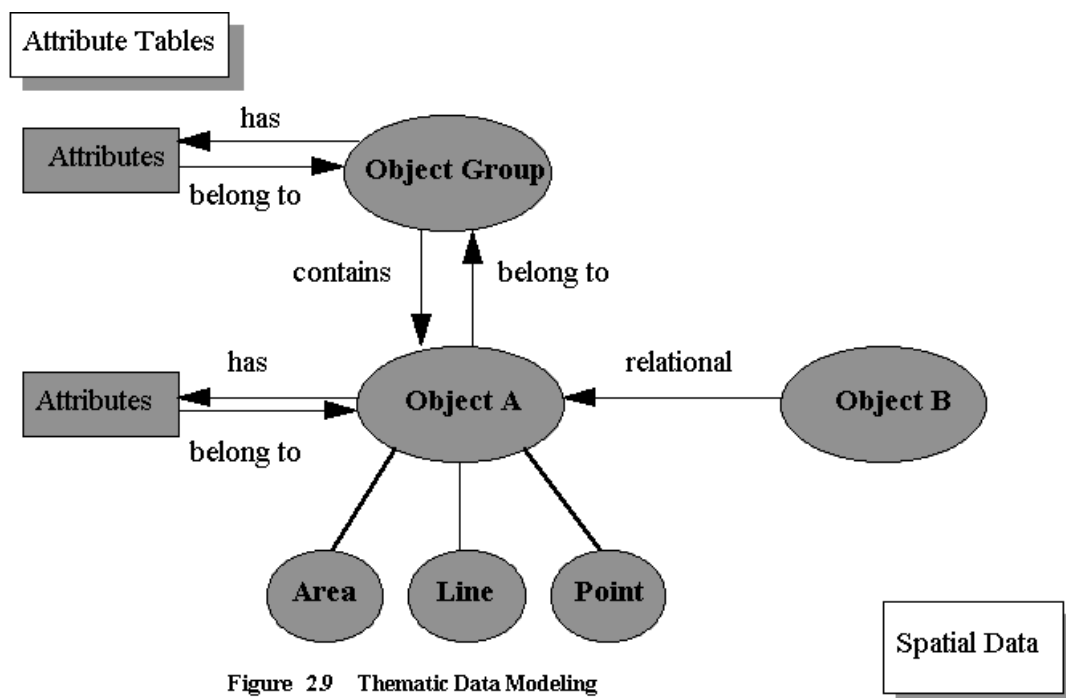 Attribute Tables
has
Attributes
Object Group
belong to
contains
belong to
has
relational
Attributes
Object A
Object B
belong to
Area
Line
Point
Spatial Data
Figure 2.9 Thematic Data Modeling